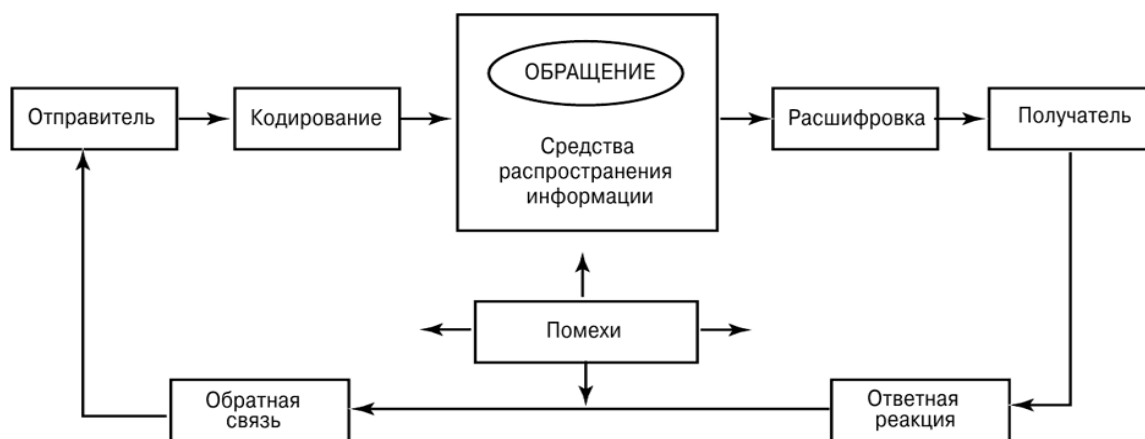 ОБРАЩЕНИЕ
Отправитель
Кодирование
Средства
распространения
информации
Расшифровка
Получатель
Помехи
Обратная
связь
Ответная
реакция